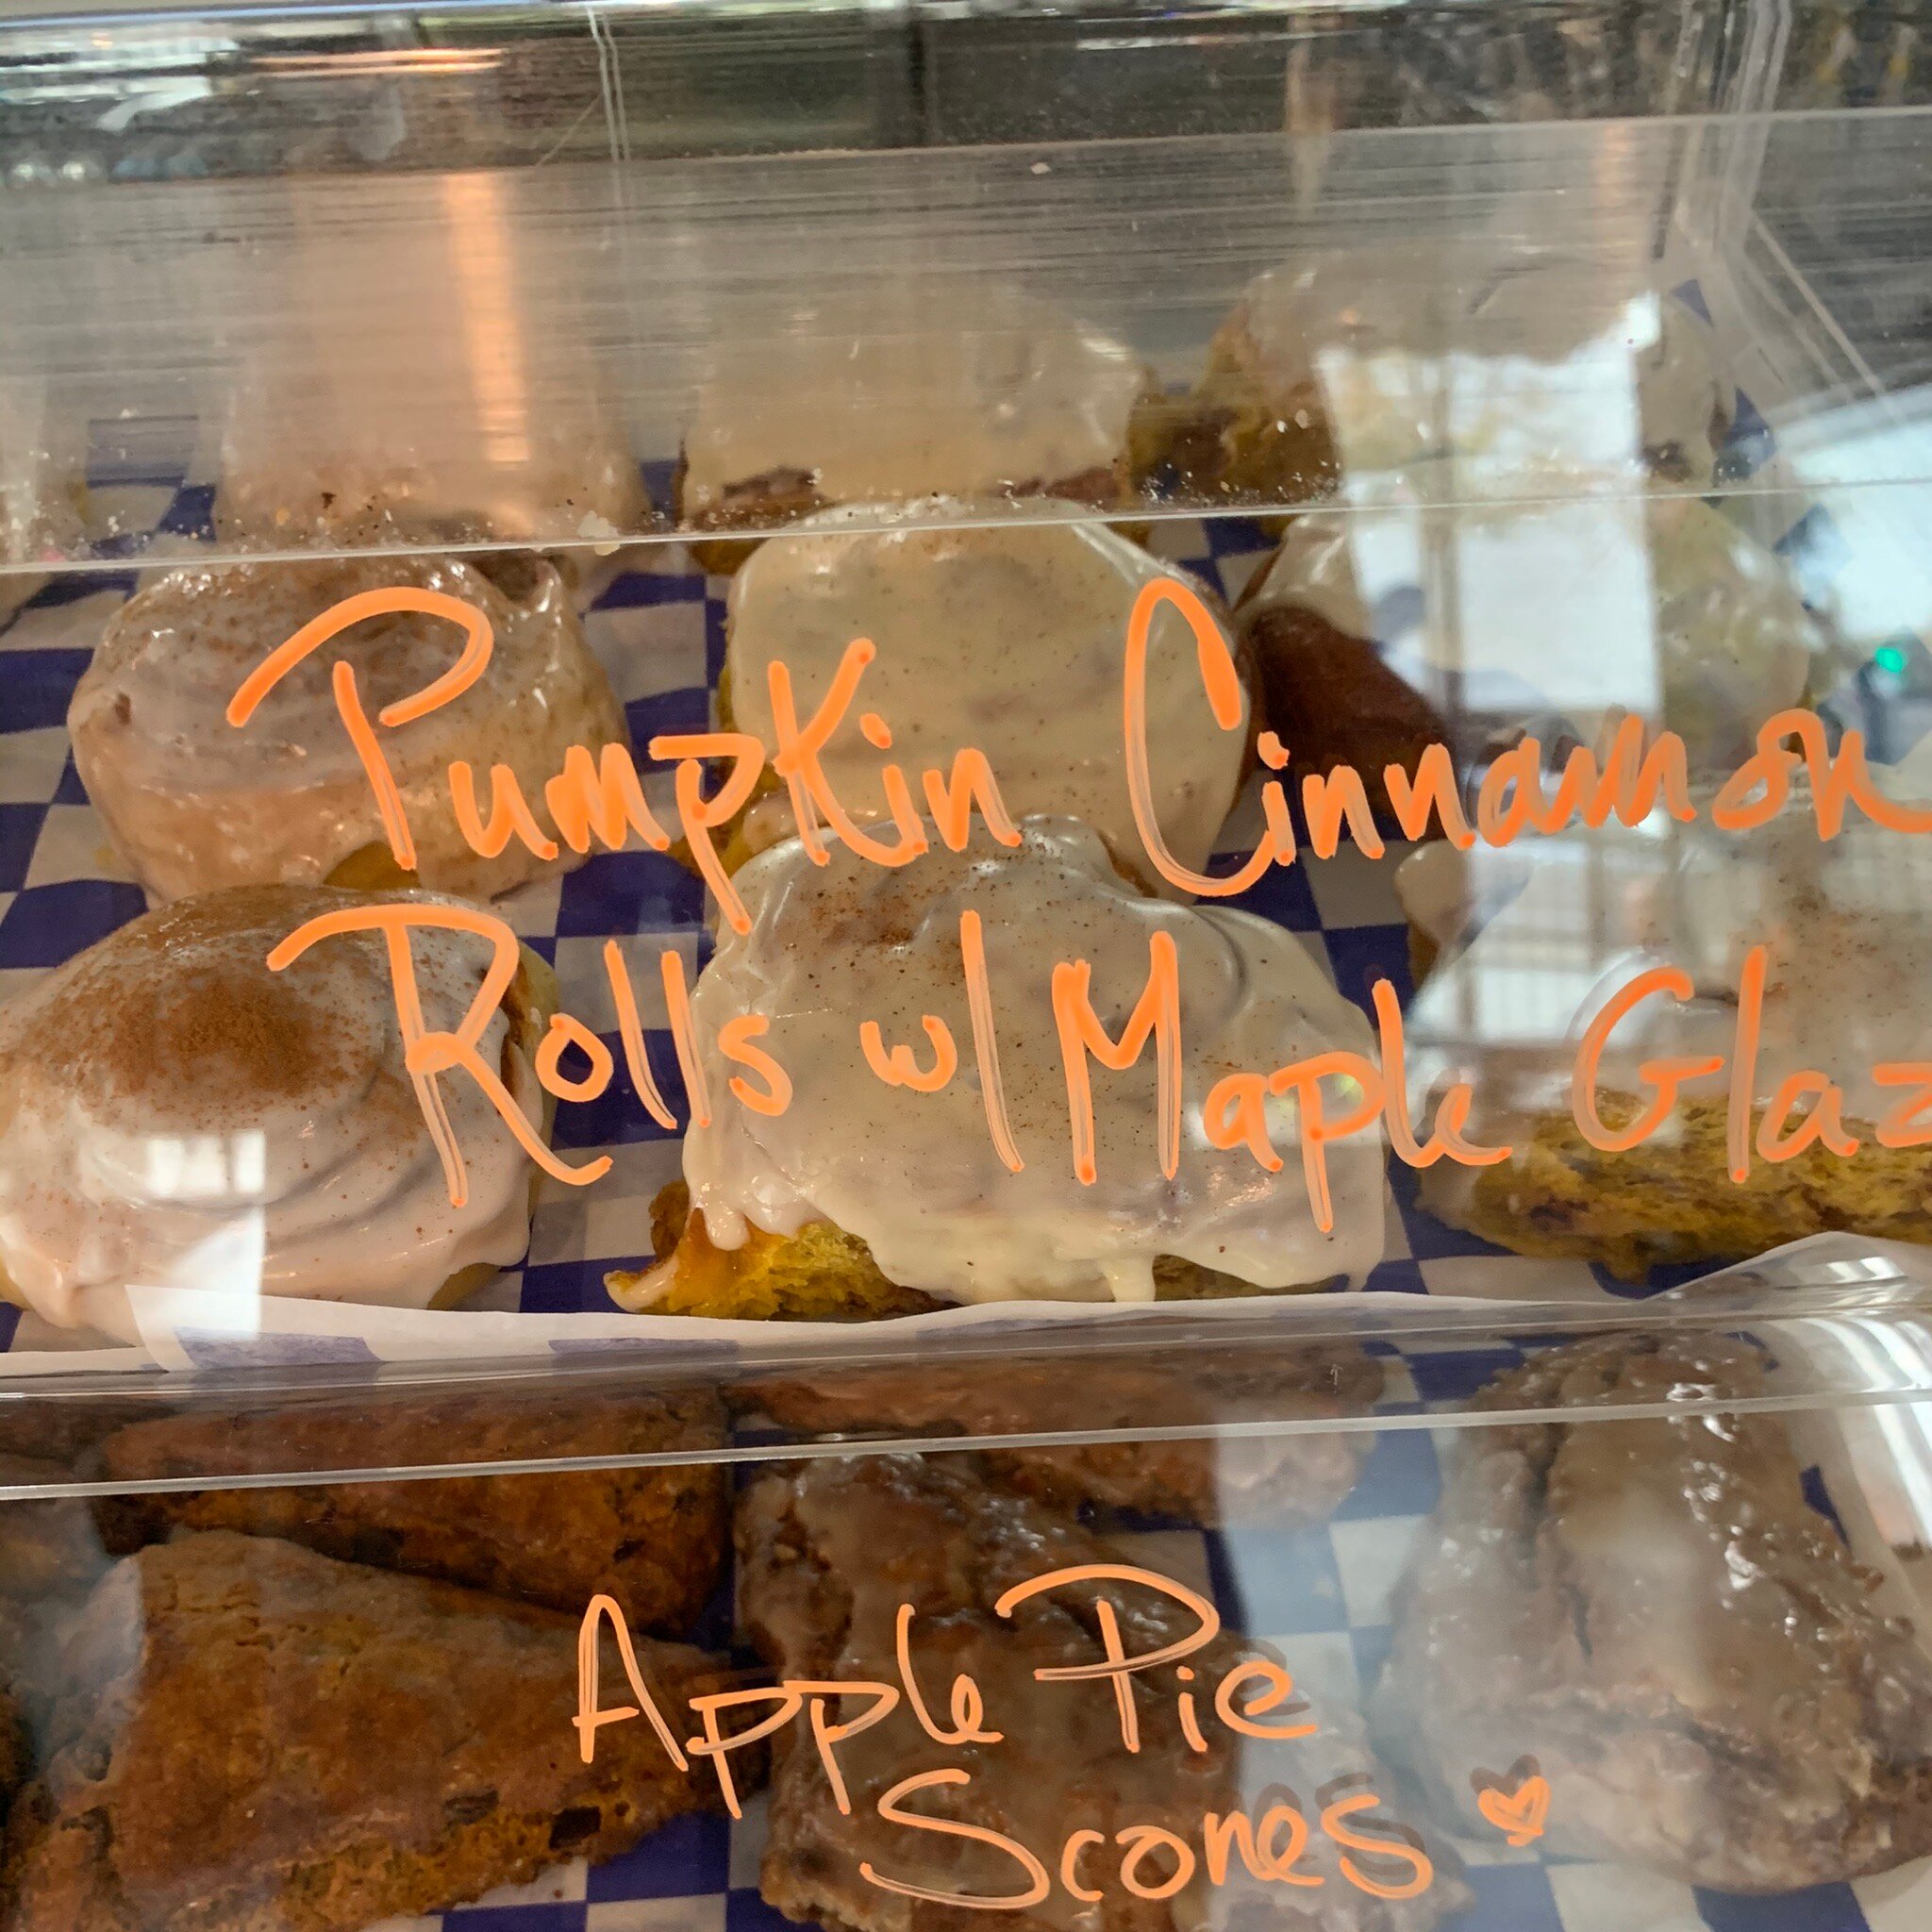 Pumpkin Cinnamon
Rolls w/ Maple Glaz
Apple Pie
Scones